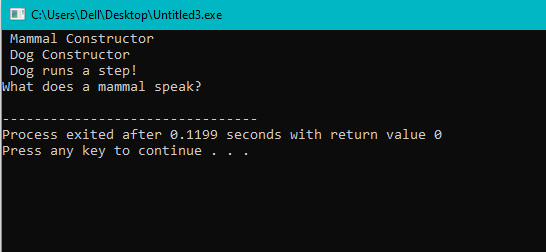 C:\Users\Dell\Desktop\Untitled3.exe
Mammal Constructor
Dog Constructor
Dog runs a step!
What does a mammal speak?
--------------------------------
Process exited after 0.1199 seconds with return value 0
Press any key to continue . . .